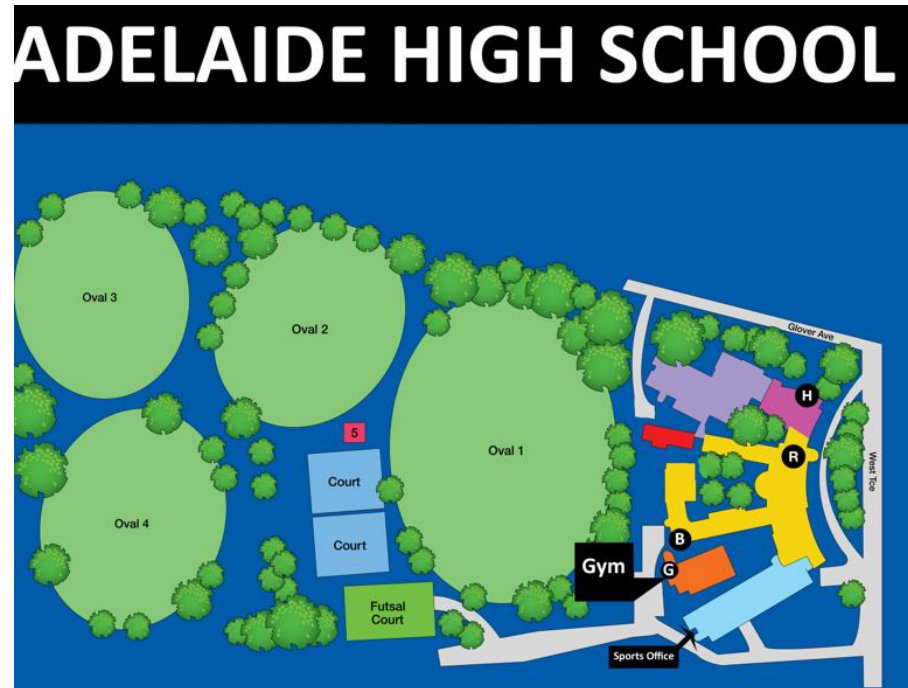 ADELAIDE HIGH SCHOOL
Oval 3
Oval 2
Glover Ave
H
5
Oval 1
R
West Tce
Court
Oval 4
Court
B
Gym
G
Futsal
Court
Sports Office